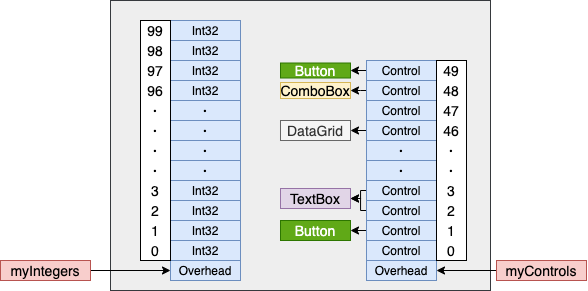 99 Int32
98 Int32
97 Int32 Button Control 49
96 Int32 ComboBox Control 48
. . Control 47
. . DataGrid Control 46
. . . .
. . . .
3 Int32 TextBox Control 3
2 Int32 Control 2
1 Int32 Button Control 1
0 Int32 Control 0
myIntegers Overhead Overhead myControls